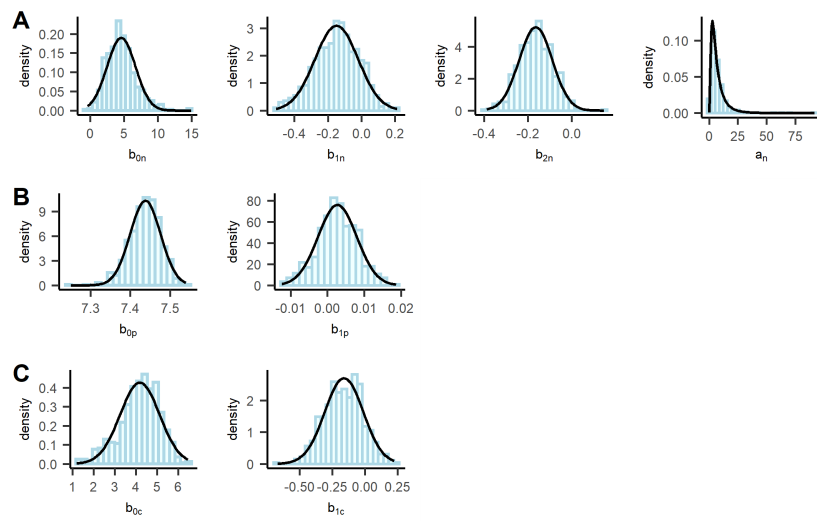 A
density
0.20
0.15
0.10
0.05
0.00
0 5 10 15
b0n
density
3
2
1
0
-0.4 -0.2 0.0 0.2
b1n
density
4
2
0
-0.4 -0.2 0.0
b2n
density
0.10
0.05
0.00
0 25 50 75
an
B
density
9
6
3
0
7.3 7.4 7.5
b0p
density
80
60
40
20
0
-0.01 0.00 0.01 0.02
b1p
C
density
0.4
0.3
0.2
0.1
0.0
1 2 3 4 5 6
b0c
density
2
1
0
-0.50 -0.25 0.00 0.25
b1c